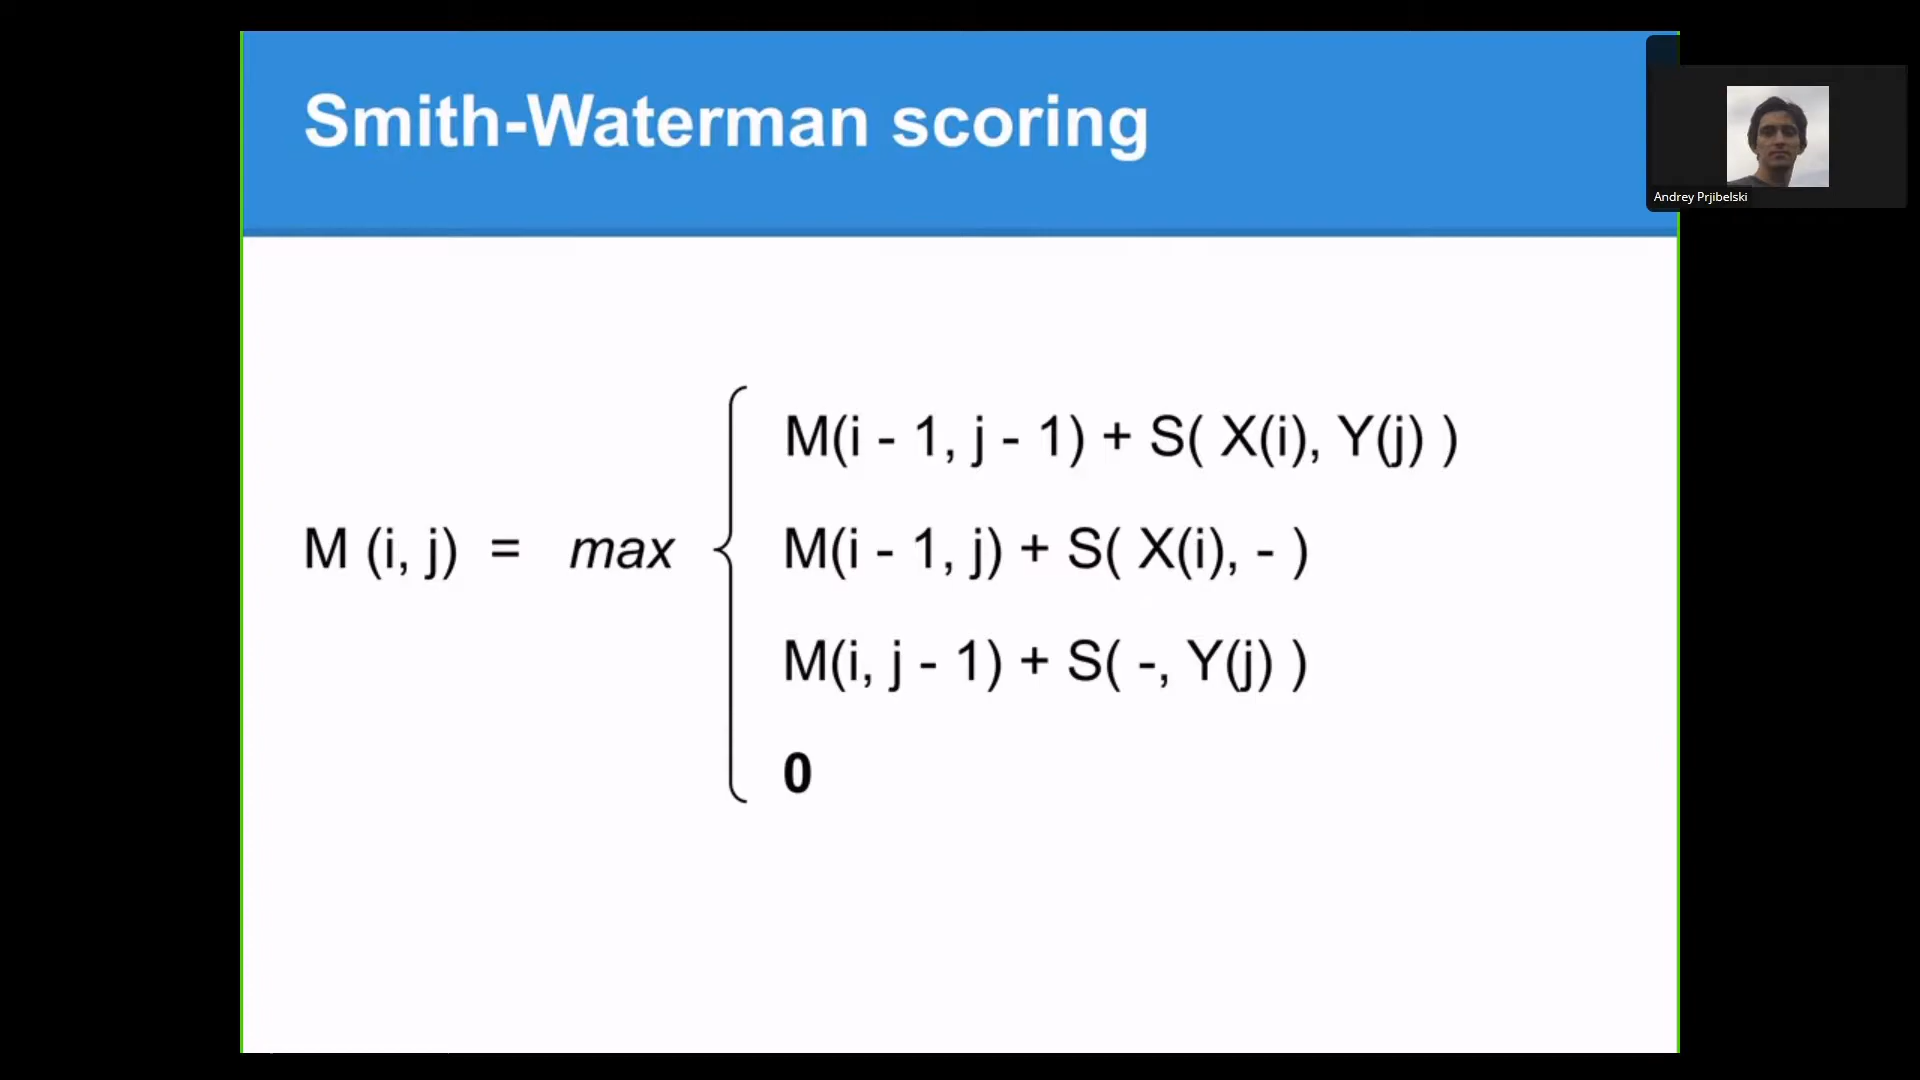 Smith-Waterman scoring
Andrey Prjibelski
M(i - 1, j - 1) + S( X(i), Y(j) )
M (i, j) = max
M(i - 1, j) + S( X(i), - )
M(i, j - 1) + S( -, Y(j) )
0